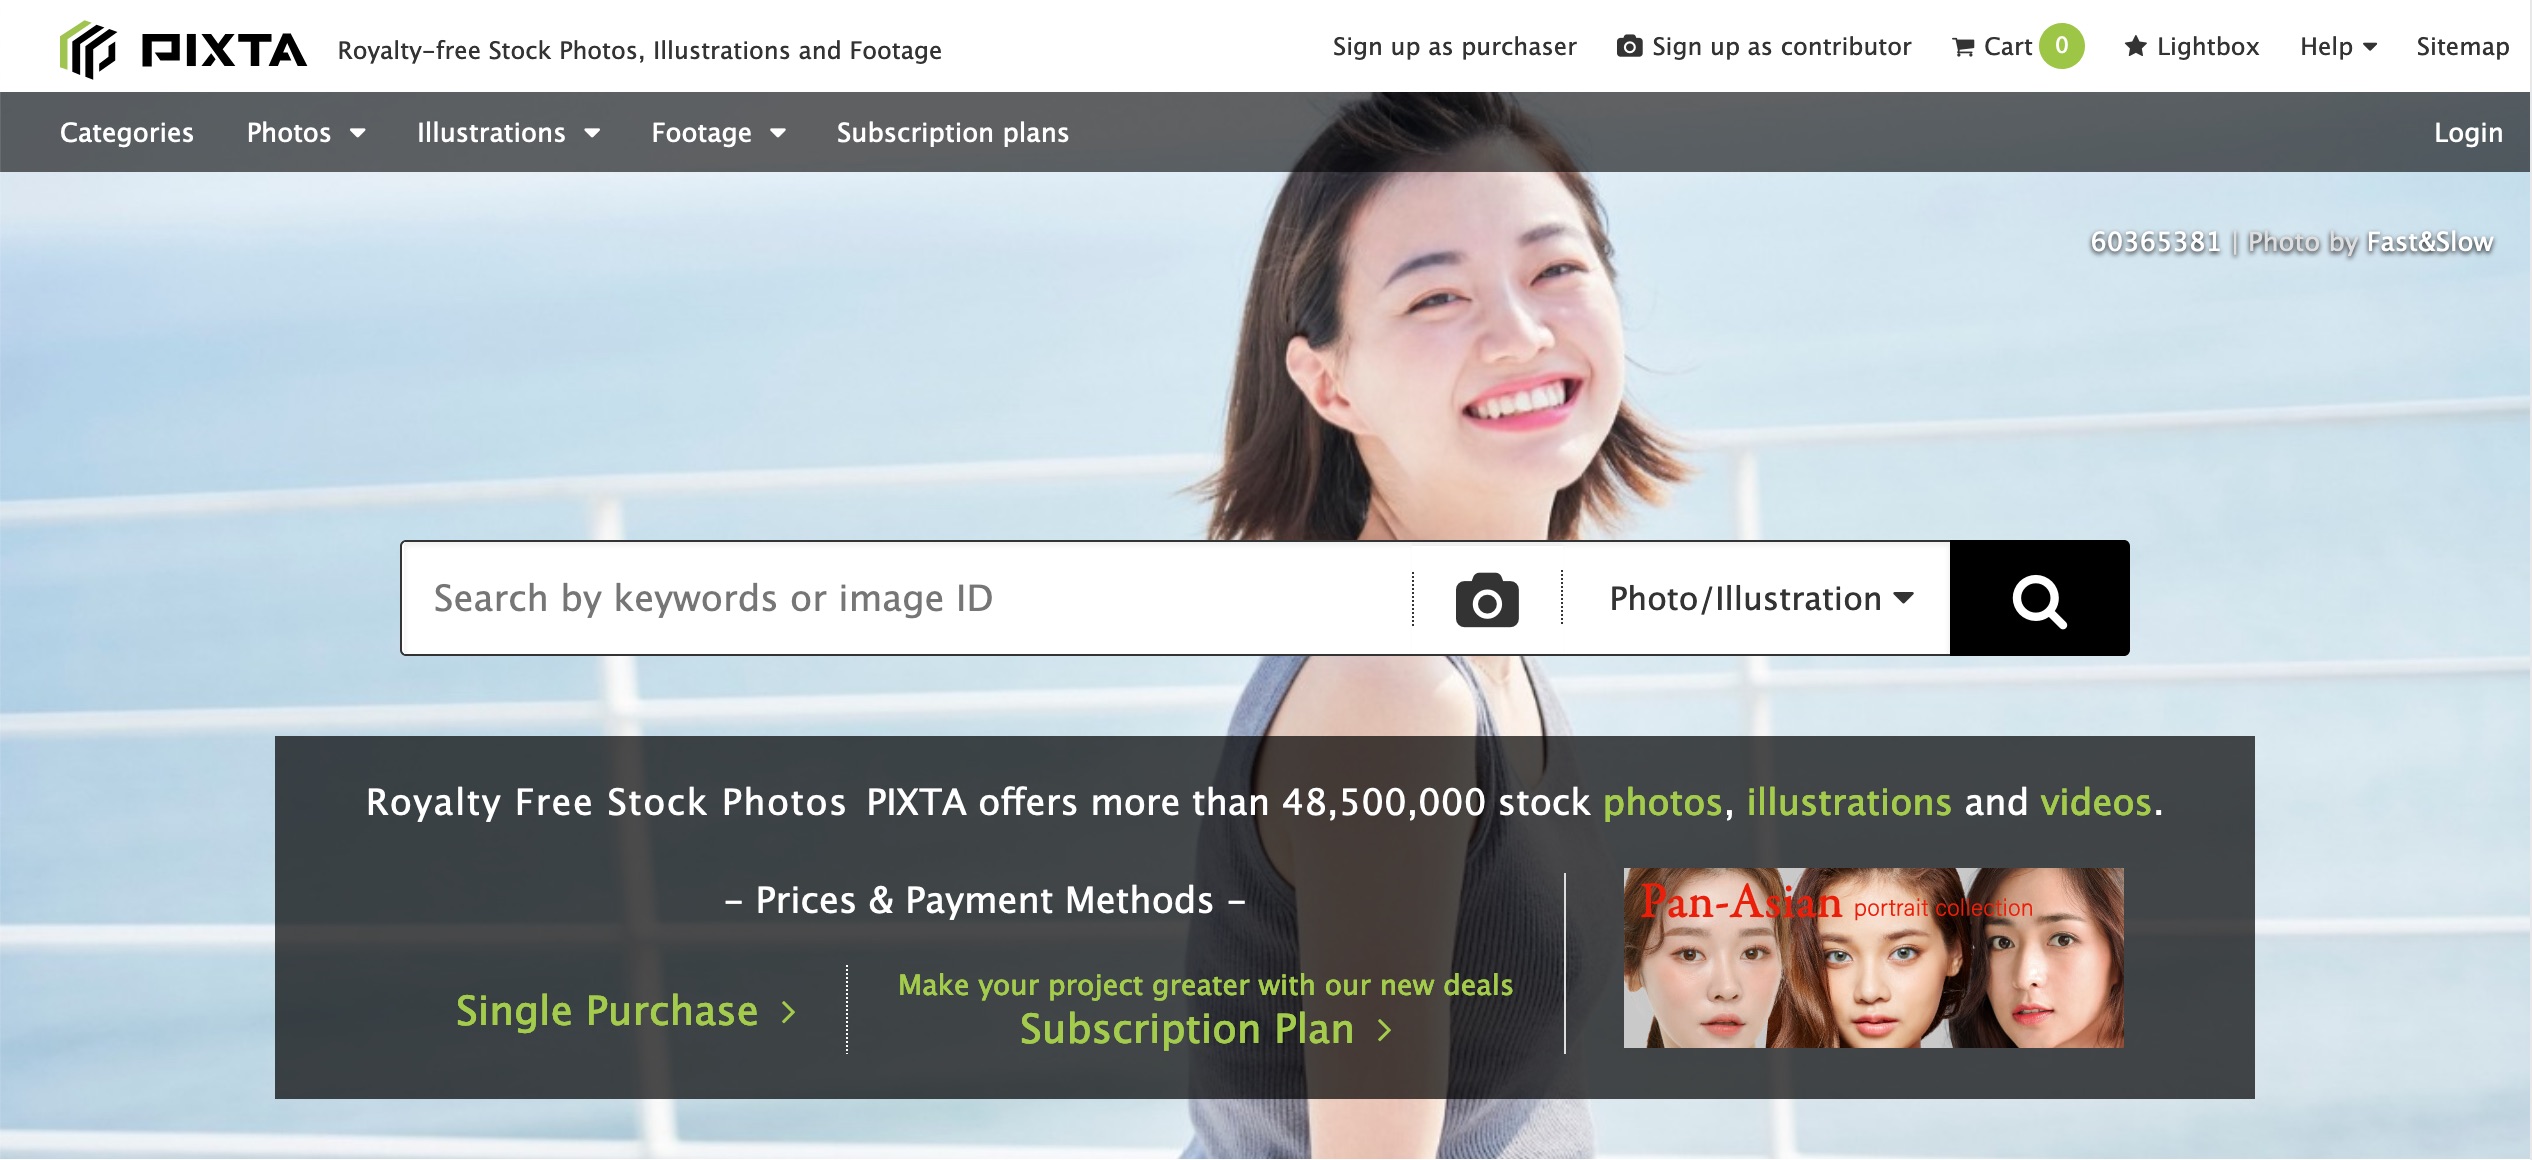 PIXTA Royalty-free Stock Photos, Illustrations and Footage Sign up as purchaser Sign up as contributor Cart 0 Lightbox Help Sitemap
Categories Photos Illustrations Footage Subscription plans Login
60365381 | Photo by Fast&Slow
Search by keywords or image ID Photo/Illustration
Royalty Free Stock Photos PIXTA offers more than 48,500,000 stock photos, illustrations and videos.
– Prices & Payment Methods –
Pan-Asian portrait collection
Single Purchase
Make your project greater with our new deals
Subscription Plan